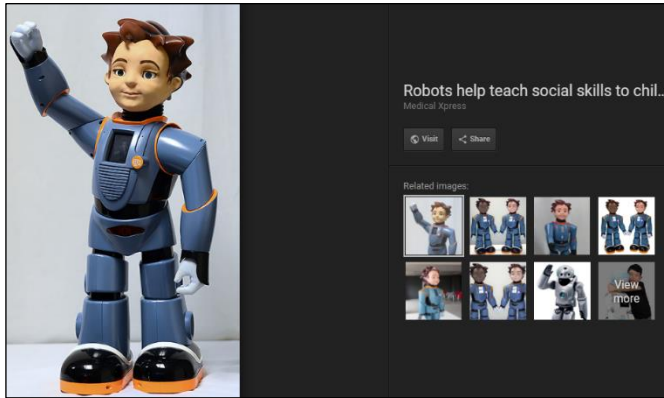 Robots help teach social skills to chil...
Medical Xpress
Visit
Share
Related images:
View
more